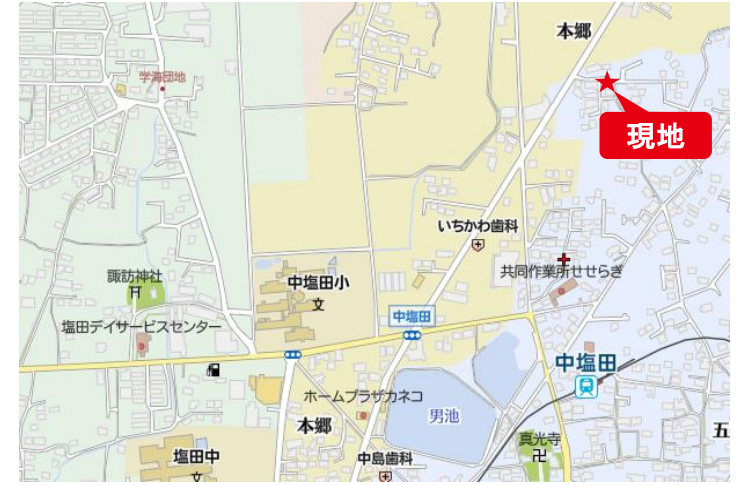 本郷
学海団地
現地
いちかわ歯科
諏訪神社
中塩田小
文
共同作業所せせらぎ
塩田デイサービスセンター
中塩田
中塩田
ホームプラザカネコ
男池
本郷
真光寺
五
塩田中
文
中島歯科